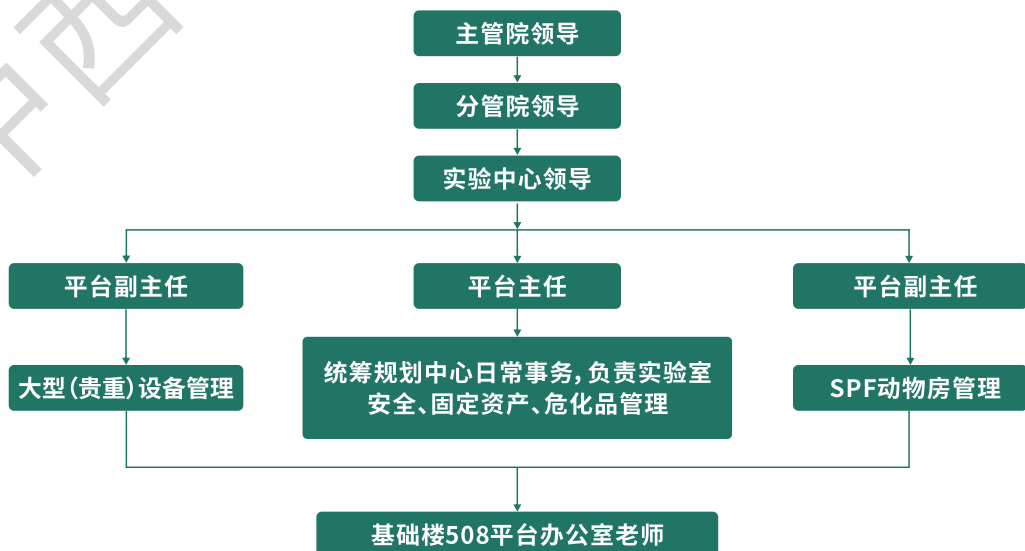 主管院领导
分管院领导
实验中心领导
平台副主任
平台主任
平台副主任
大型(贵重)设备管理
统筹规划中心日常事务,负责实验室
安全、固定资产、危化品管理
SPF动物房管理
基础楼508平台办公室老师